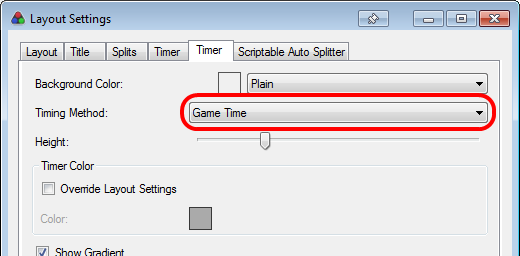 Layout Settings
Layout Title Splits Timer Timer Scriptable Auto Splitter
Background Color: Plain
Timing Method: Game Time
Height:
Timer Color
Override Layout Settings
Color:
Show Gradient